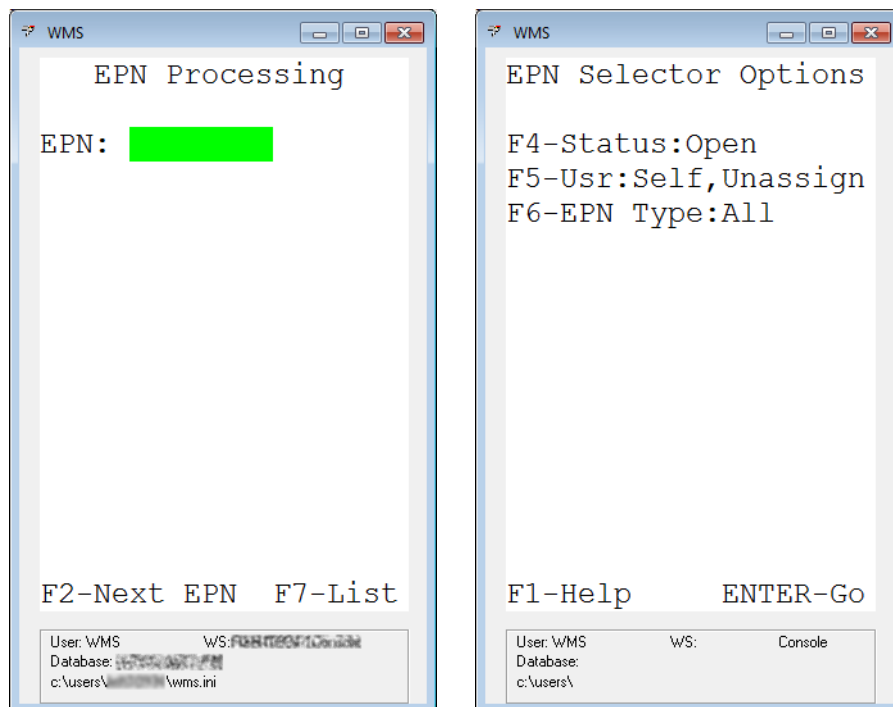 WMS
EPN Processing
EPN:
F2-Next EPN F7-List
User: WMS WS:
Database:
c:\users\ \wms.ini
WMS
EPN Selector Options
F4-Status:Open
F5-Usr:Self,Unassign
F6-EPN Type:All
F1-Help ENTER-Go
User: WMS WS: Console
Database:
c:\users\